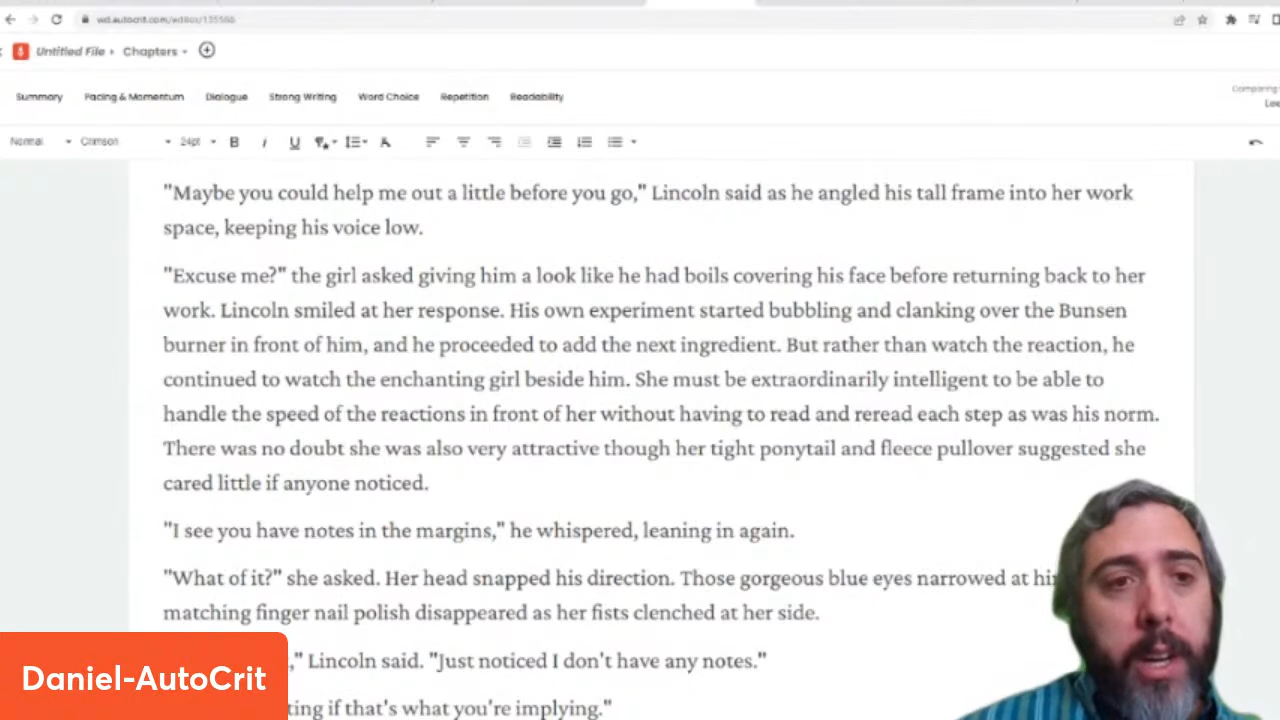 wd.autocrit.com/editor/135566
Untitled File Chapters
Summary Pacing & Momentum Dialogue Strong Writing Word Choice Repetition Readability
Comparing
Normal Crimson 24pt B i U A
"Maybe you could help me out a little before you go," Lincoln said as he angled his tall frame into her work
space, keeping his voice low.
"Excuse me?" the girl asked giving him a look like he had boils covering his face before returning back to her
work. Lincoln smiled at her response. His own experiment started bubbling and clanking over the Bunsen
burner in front of him, and he proceeded to add the next ingredient. But rather than watch the reaction, he
continued to watch the enchanting girl beside him. She must be extraordinarily intelligent to be able to
handle the speed of the reactions in front of her without having to read and reread each step as was his norm.
There was no doubt she was also very attractive though her tight ponytail and fleece pullover suggested she
cared little if anyone noticed.
"I see you have notes in the margins," he whispered, leaning in again.
"What of it?" she asked. Her head snapped his direction. Those gorgeous blue eyes narrowed at
matching finger nail polish disappeared as her fists clenched at her side.
," Lincoln said. "Just noticed I don't have any notes."
if that's what you're implying."
Daniel-AutoCrit